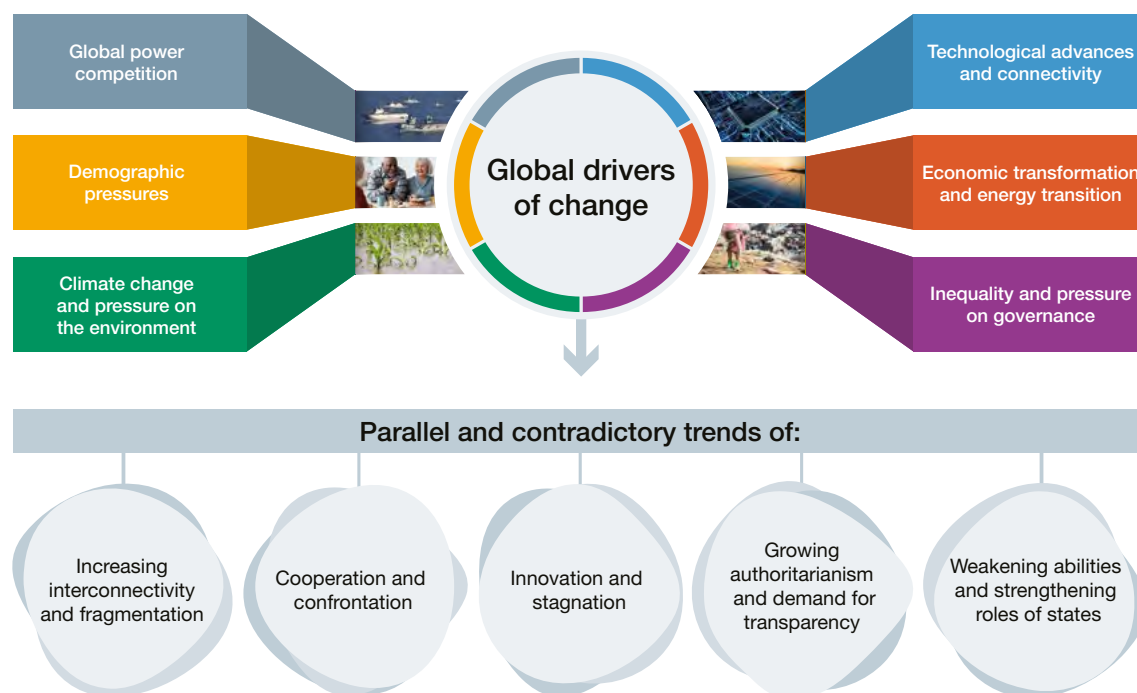 Global power
competition
Technological advances
and connectivity
Global drivers
of change
Demographic
pressures
Economic transformation
and energy transition
Climate change
and pressure on
the environment
Inequality and pressure
on governance
Parallel and contradictory trends of:
Increasing
interconnectivity
and fragmentation
Cooperation and
confrontation
Innovation and
stagnation
Growing
authoritarianism
and demand for
transparency
Weakening abilities
and strengthening
roles of states